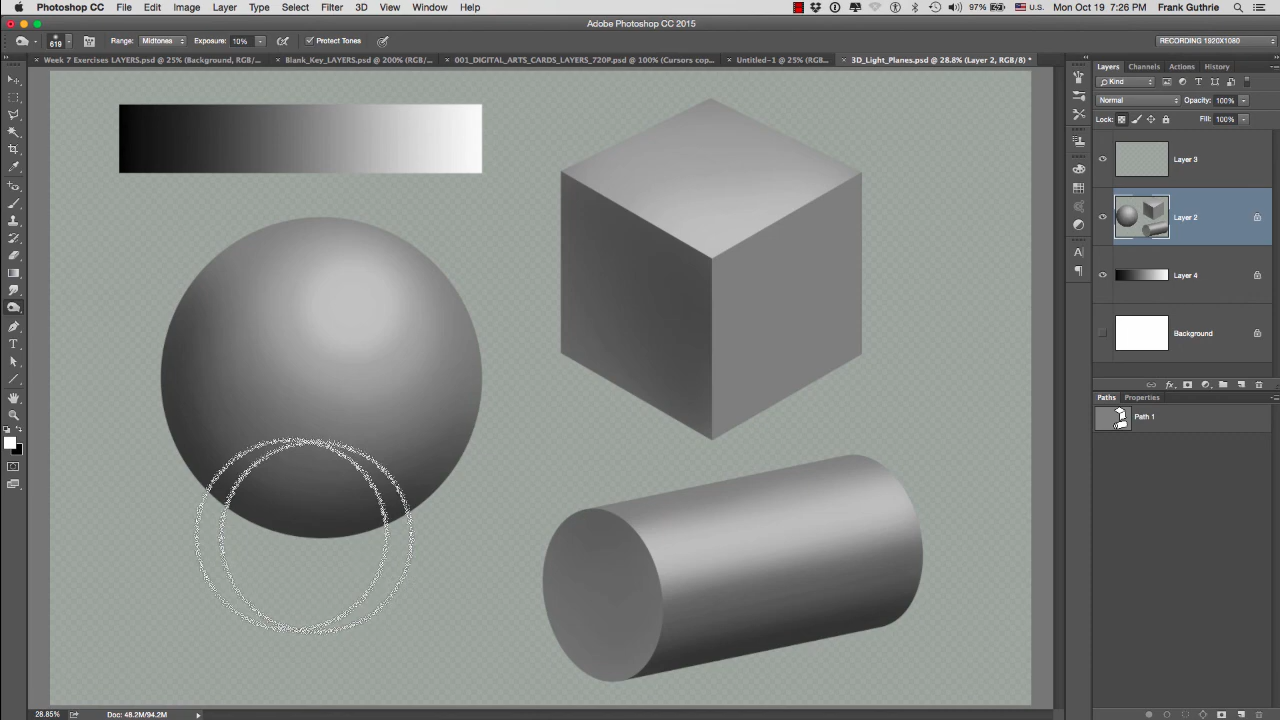 Photoshop CC File Edit Image Layer Type Select Filter 3D View Window Help 97% U.S. Mon Oct 19 7:26 PM Frank Guthrie
Adobe Photoshop CC 2015
619 Range: Midtones Exposure: 10% Protect Tones RECORDING 1920X1080
Week 7 Exercises LAYERS.psd @ 25% (Background, RGB/... Blank_Key_LAYERS.psd @ 200% (RGB/... 001_DIGITAL_ARTS_CARDS_LAYERS_720P.psd @ 100% (Cursors cop... Untitled-1 @ 25% (RGB... 3D_Light_Planes.psd @ 28.8% (Layer 2, RGB/8) *
Layers Channels Actions History
Kind
Normal Opacity: 100%
Lock: Fill: 100%
Layer 3
Layer 2
Layer 4
Background
Paths Properties
Path 1
28.85% Doc: 48.2M/94.2M